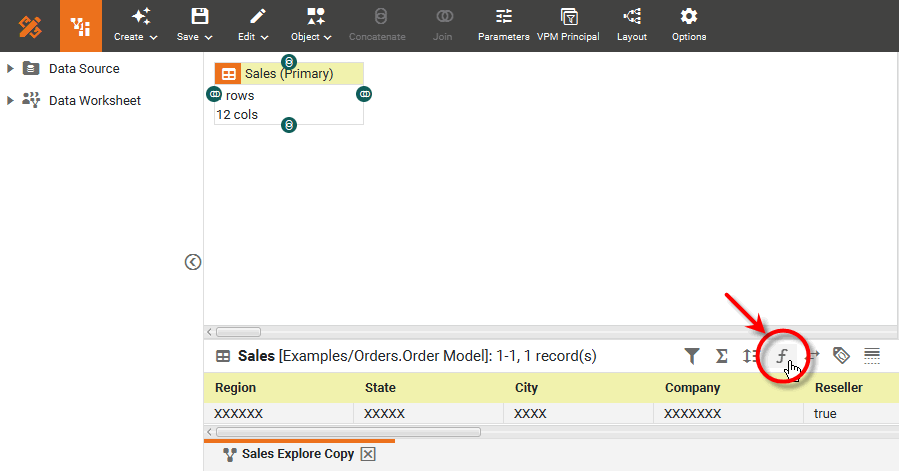 Create Save Edit Object Concatenate Join Parameters VPM Principal Layout Options
Data Source
Data Worksheet
Sales (Primary)
rows
12 cols
Sales [Examples/Orders.Order Model]: 1-1, 1 record(s)
Region State City Company Reseller
XXXXXX XXXXX XXXX XXXXXXX true
Sales Explore Copy